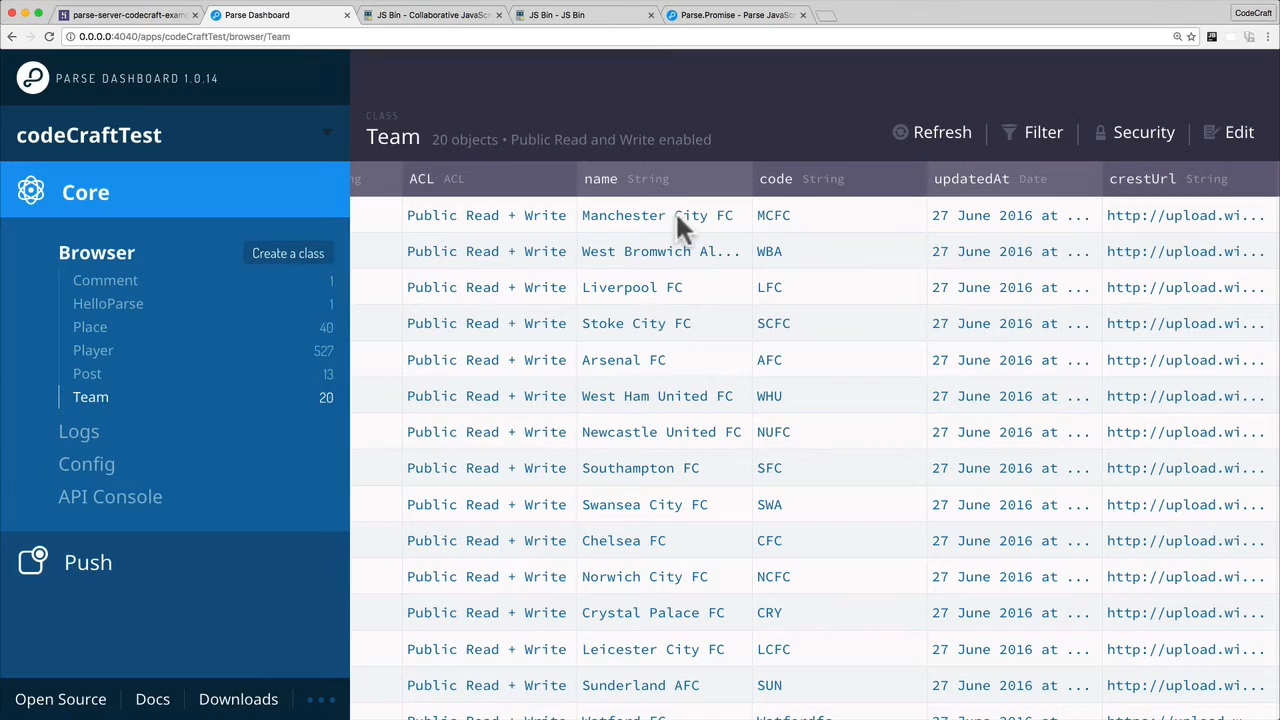 parse-server-codecraft-exam
Parse Dashboard
JS Bin - Collaborative JavaScr
JS Bin - JS Bin
Parse.Promise - Parse JavaSc
CodeCraft
0.0.0.0:4040/apps/codeCraftTest/browser/Team
PARSE DASHBOARD 1.0.14
codeCraftTest
Core
Browser
Create a class
Comment 1
HelloParse 1
Place 40
Player 527
Post 13
Team 20
Logs
Config
API Console
Push
Open Source Docs Downloads
CLASS
Team 20 objects • Public Read and Write enabled
Refresh Filter Security Edit
ng ACL ACL name String code String updatedAt Date crestUrl String
Public Read + Write Manchester City FC MCFC 27 June 2016 at ... http://upload.wi...
Public Read + Write West Bromwich Al... WBA 27 June 2016 at ... http://upload.wi...
Public Read + Write Liverpool FC LFC 27 June 2016 at ... http://upload.wi...
Public Read + Write Stoke City FC SCFC 27 June 2016 at ... http://upload.wi...
Public Read + Write Arsenal FC AFC 27 June 2016 at ... http://upload.wi...
Public Read + Write West Ham United FC WHU 27 June 2016 at ... http://upload.wi...
Public Read + Write Newcastle United FC NUFC 27 June 2016 at ... http://upload.wi...
Public Read + Write Southampton FC SFC 27 June 2016 at ... http://upload.wi...
Public Read + Write Swansea City FC SWA 27 June 2016 at ... http://upload.wi...
Public Read + Write Chelsea FC CFC 27 June 2016 at ... http://upload.wi...
Public Read + Write Norwich City FC NCFC 27 June 2016 at ... http://upload.wi...
Public Read + Write Crystal Palace FC CRY 27 June 2016 at ... http://upload.wi...
Public Read + Write Leicester City FC LCFC 27 June 2016 at ... http://upload.wi...
Public Read + Write Sunderland AFC SUN 27 June 2016 at ... http://upload.wi...